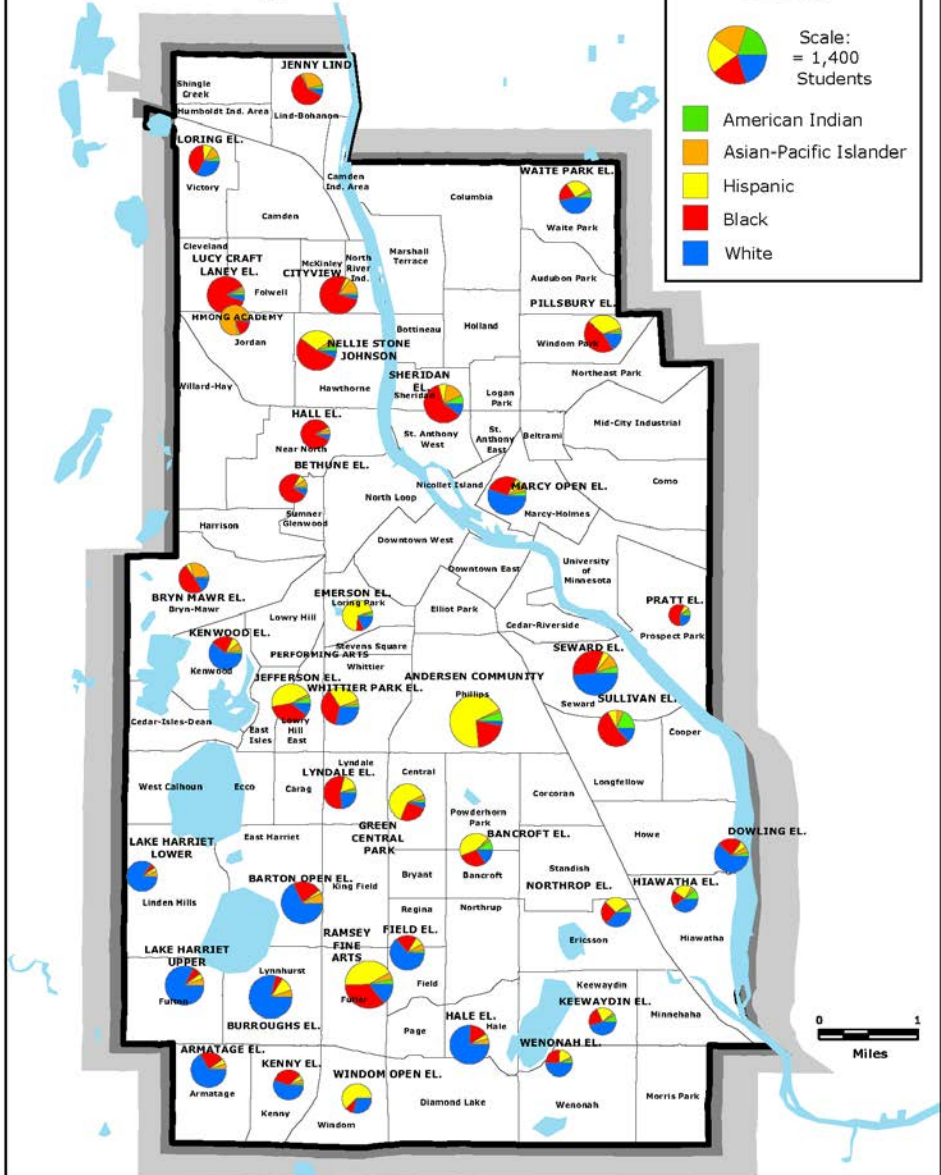 JENNY LIND
Shingle
Creek
Humboldt Ind. Area
Lind-Bohanon
LORING EL.
Victory
Camden
Ind. Area
Camden
Columbia
WAITE PARK EL.
Waite Park
Scale:
= 1,400
Students
American Indian
Asian-Pacific Islander
Hispanic
Black
White
Cleveland
LUCY CRAFT
LANEY EL.
Folwell
McKinley
CITYVIEW
North
River
Ind.
Marshall
Terrace
Audubon Park
HMONG ACADEMY
Jordan
NELLIE STONE
JOHNSON
Hawthorne
Bottineau
Holland
PILLSBURY EL.
Windom Park
Northeast Park
Willard-Hay
SHERIDAN
EL.
Sheridan
Logan
Park
HALL EL.
Near North
St. Anthony
West
St.
Anthony
East
Beltrami
Mid-City Industrial
BETHUNE EL.
Sumner
Glenwood
North Loop
Nicollet Island
MARCY OPEN EL.
Marcy-Holmes
Como
Harrison
Downtown West
Downtown East
University
of
Minnesota
BRYN MAWR EL.
Bryn-Mawr
EMERSON EL.
Loring Park
Lowry Hill
Elliot Park
Cedar-Riverside
PRATT EL.
Prospect Park
KENWOOD EL.
Kenwood
Stevens Square
PERFORMING ARTS
Whittier
SEWARD EL.
Seward
JEFFERSON EL.
WHITTIER PARK EL.
ANDERSEN COMMUNITY
Phillips
SULLIVAN EL.
Cedar-Isles-Dean
East
Isles
Lowry
Hill
East
Cooper
West Calhoun
Ecco
Carag
Lyndale
LYNDALE EL.
Central
GREEN
CENTRAL
PARK
Powderhorn
Park
Corcoran
Longfellow
BANCROFT EL.
Bancroft
Howe
DOWLING EL.
LAKE HARRIET
LOWER
Linden Hills
East Harriet
BARTON OPEN EL.
King Field
Bryant
Standish
NORTHROP EL.
HIAWATHA EL.
Hiawatha
Regina
Northrup
Ericsson
LAKE HARRIET
UPPER
Fulton
Lynnhurst
BURROUGHS EL.
RAMSEY
FINE
ARTS
Fuller
FIELD EL.
Field
Keewaydin
KEEWAYDIN EL.
Minnehaha
Page
HALE EL.
Hale
WENONAH EL.
Wenonah
0 1
Miles
ARMATAGE EL.
Armatage
KENNY EL.
Kenny
WINDOM OPEN EL.
Windom
Diamond Lake
Morris Park